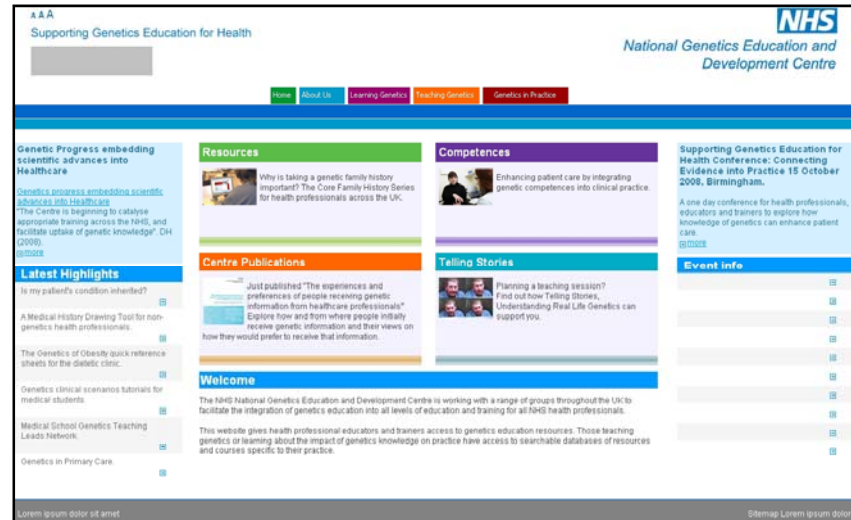 A A A
Supporting Genetics Education for Health
NHS
National Genetics Education and
Development Centre
Home
About Us
Learning Genetics
Teaching Genetics
Genetics in Practice
Genetic Progress embedding
scientific advances into
Healthcare
Genetics progress embedding scientific
advances into Healthcare
"The Centre is beginning to catalyse
appropriate training across the NHS, and
facilitate uptake of genetic knowledge". DH
(2008).
more
Latest Highlights
Is my patient's condition inherited?
A Medical History Drawing Tool for non-
genetics health professionals.
The Genetics of Obesity quick reference
sheets for the dietetic clinic.
Genetics clinical scenarios tutorials for
medical students.
Medical School Genetics Teaching
Leads Network.
Genetics in Primary Care.
Resources
Why is taking a genetic family history
important? The Core Family History Series
for health professionals across the UK.
Competences
Enhancing patient care by integrating
genetic competences into clinical practice.
Centre Publications
Just published "The experiences and
preferences of people receiving genetic
information from healthcare professionals"
Explore how and from where people initially
receive genetic information and their views on
how they would prefer to receive that information.
Telling Stories
Planning a teaching session?
Find out how Telling Stories,
Understanding Real Life Genetics can
support you.
Welcome
The NHS National Genetics Education and Development Centre is working with a range of groups throughout the UK to
facilitate the integration of genetics education into all levels of education and training for all NHS health professionals.
This website gives health professional educators and trainers access to genetics education resources. Those teaching
genetics or learning about the impact of genetics knowledge on practice have access to searchable databases of resources
and courses specific to their practice.
Supporting Genetics Education for
Health Conference: Connecting
Evidence into Practice 15 October
2008, Birmingham.
A one day conference for health professionals,
educators and trainers to explore how
knowledge of genetics can enhance patient
care.
more
Event info
Lorem ipsum dolor sit amet
Sitemap Lorem ipsum dolor